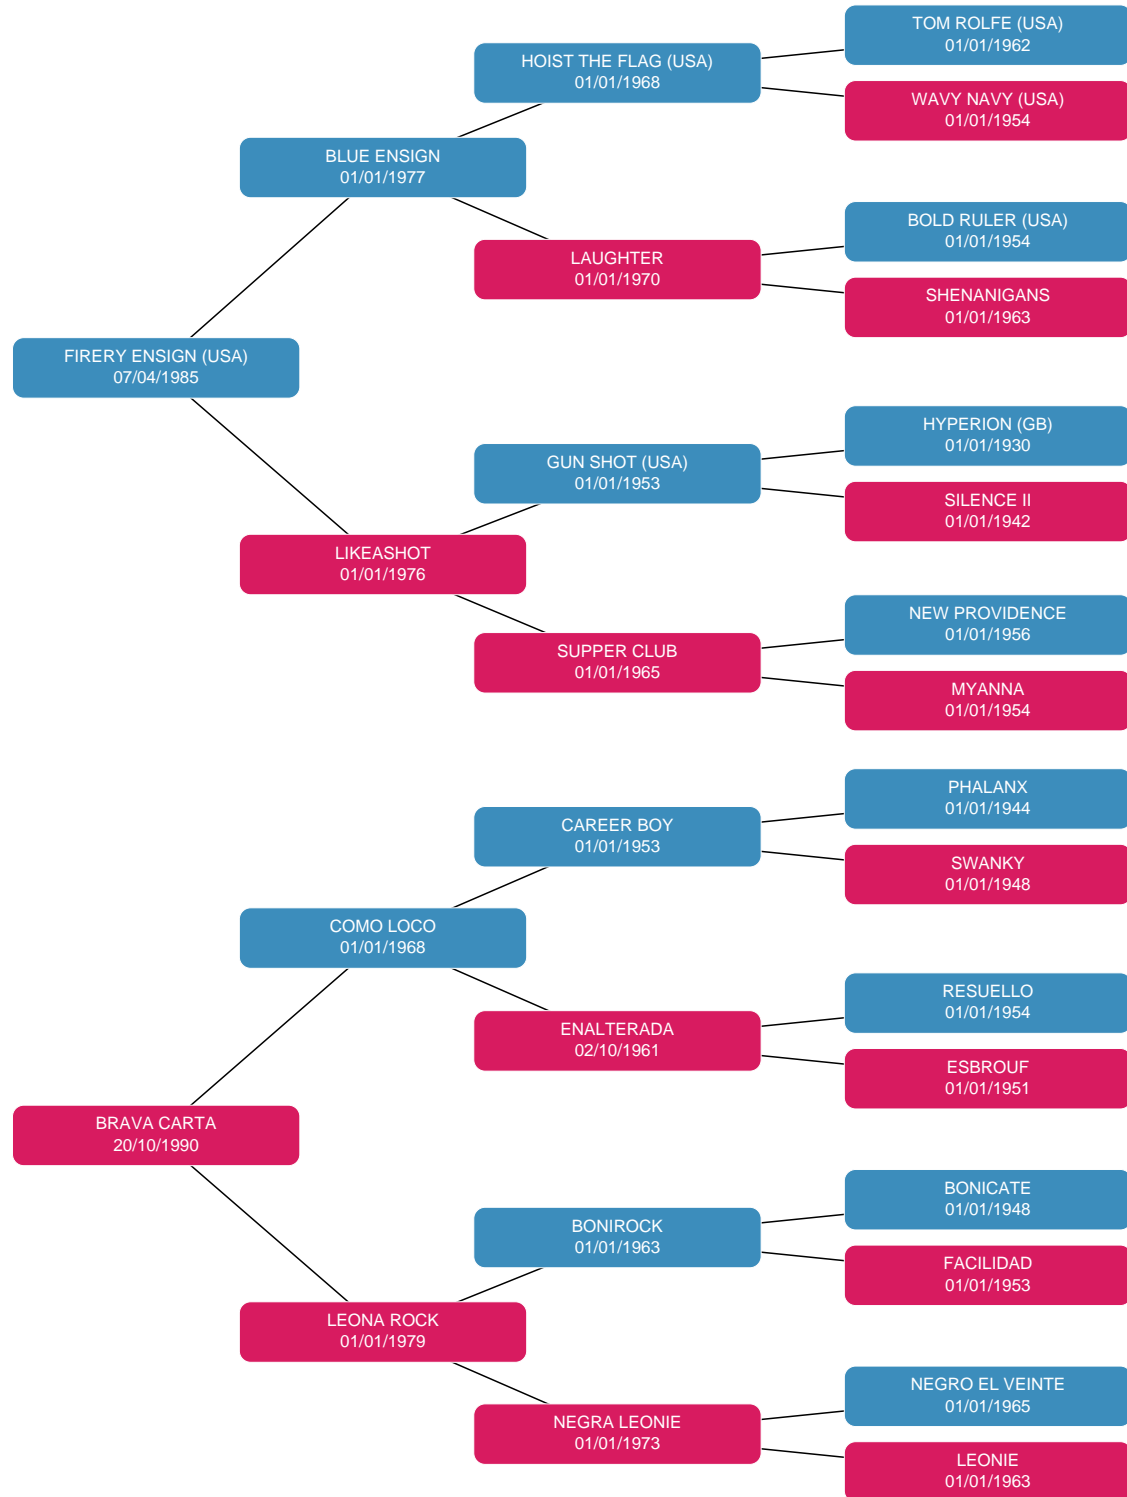 TOM ROLFE (USA)
01/01/1962
HOIST THE FLAG (USA)
01/01/1968
WAVY NAVY (USA)
01/01/1954
BLUE ENSIGN
01/01/1977
BOLD RULER (USA)
01/01/1954
LAUGHTER
01/01/1970
SHENANIGANS
01/01/1963
FIRERY ENSIGN (USA)
07/04/1985
HYPERION (GB)
01/01/1930
GUN SHOT (USA)
01/01/1953
SILENCE II
01/01/1942
LIKEASHOT
01/01/1976
NEW PROVIDENCE
01/01/1956
SUPPER CLUB
01/01/1965
MYANNA
01/01/1954
PHALANX
01/01/1944
CAREER BOY
01/01/1953
SWANKY
01/01/1948
COMO LOCO
01/01/1968
RESUELLO
01/01/1954
ENALTERADA
02/10/1961
ESBROUF
01/01/1951
BRAVA CARTA
20/10/1990
BONICATE
01/01/1948
BONIROCK
01/01/1963
FACILIDAD
01/01/1953
LEONA ROCK
01/01/1979
NEGRO EL VEINTE
01/01/1965
NEGRA LEONIE
01/01/1973
LEONIE
01/01/1963